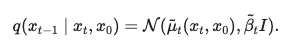 q(x_{t−1} | x_t, x_0) = 𝒩(μ̃_t(x_t, x_0), β̃_t I).